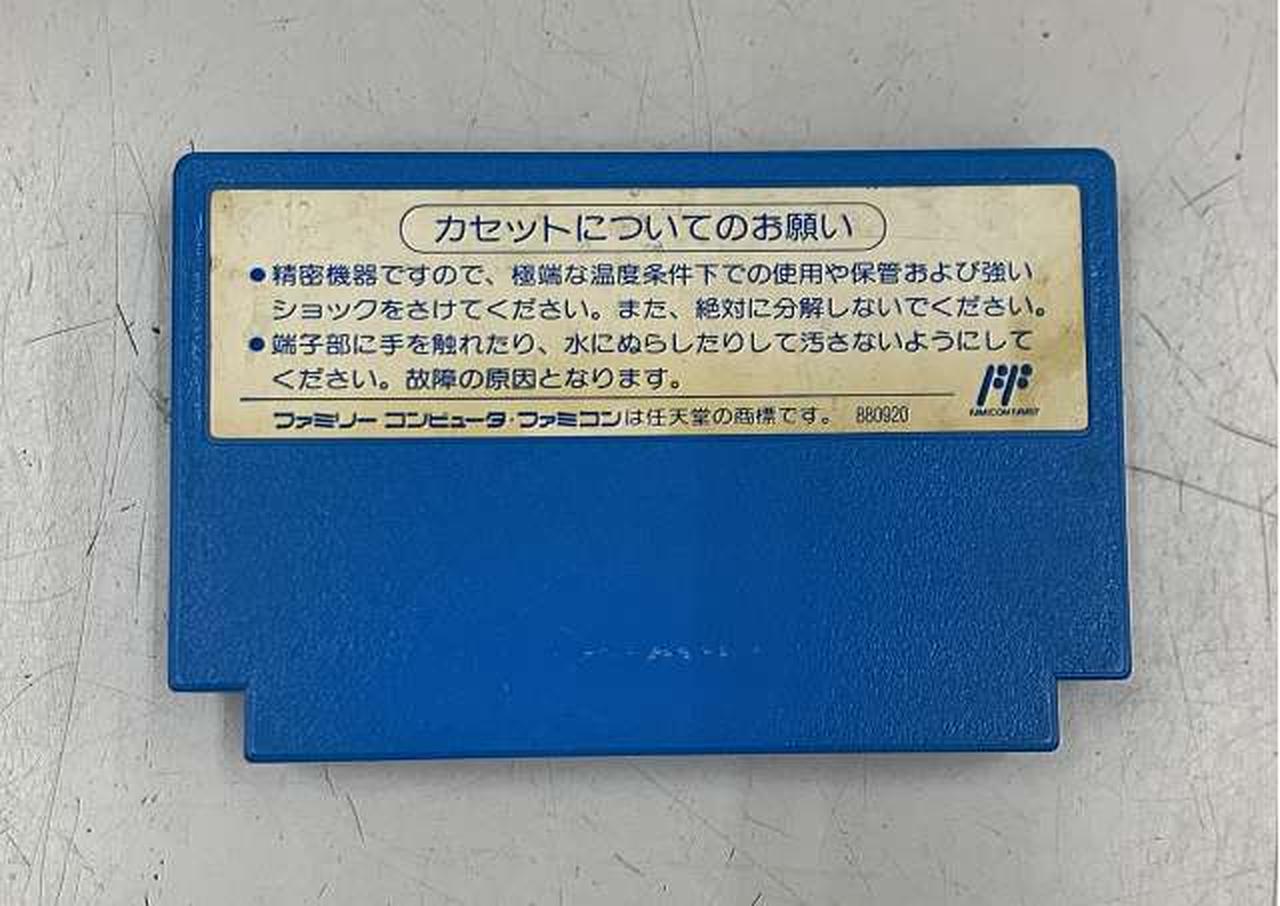 カセットについてのお願い
●精密機器ですので、極端な温度条件下での使用や保管および強い
ショックをさけてください。また、絶対に分解しないでください。
●端子部に手を触れたり、水にぬらしたりして汚さないようにして
ください。故障の原因となります。
FAMICOM FAMILY
ファミリーコンピュータ・ファミコンは任天堂の商標です。 880920